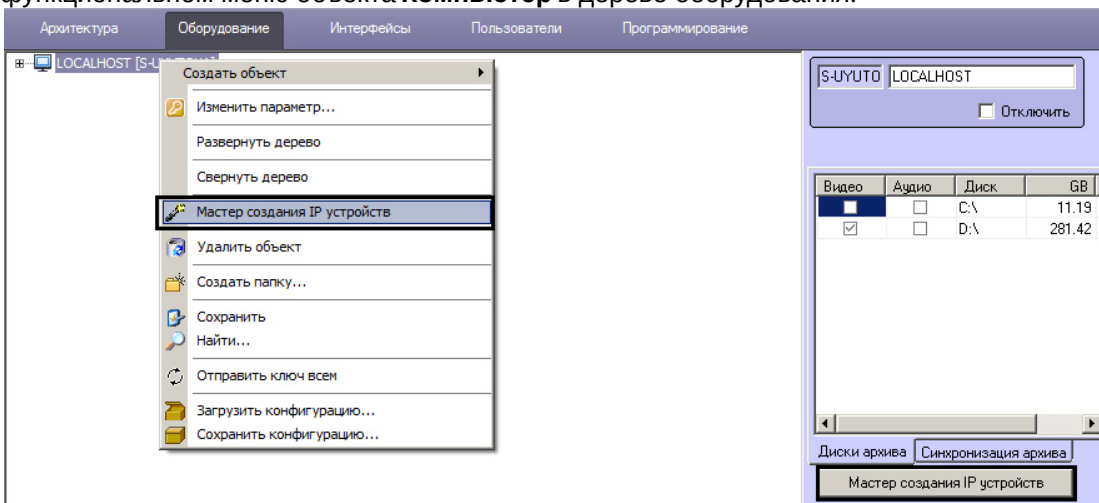 функциональном меню объекта Компьютер в дереве оборудования.
Архитектура Оборудование Интерфейсы Пользователи Программирование
LOCALHOST [S-U
Создать объект
Изменить параметр...
Развернуть дерево
Свернуть дерево
Мастер создания IP устройств
Удалить объект
Создать папку...
Сохранить
Найти...
Отправить ключ всем
Загрузить конфигурацию...
Сохранить конфигурацию...
S-UYUTO LOCALHOST
Отключить
Видео Аудио Диск GB
C:\ 11.19
D:\ 281.42
Диски архива Синхронизация архива
Мастер создания IP устройств